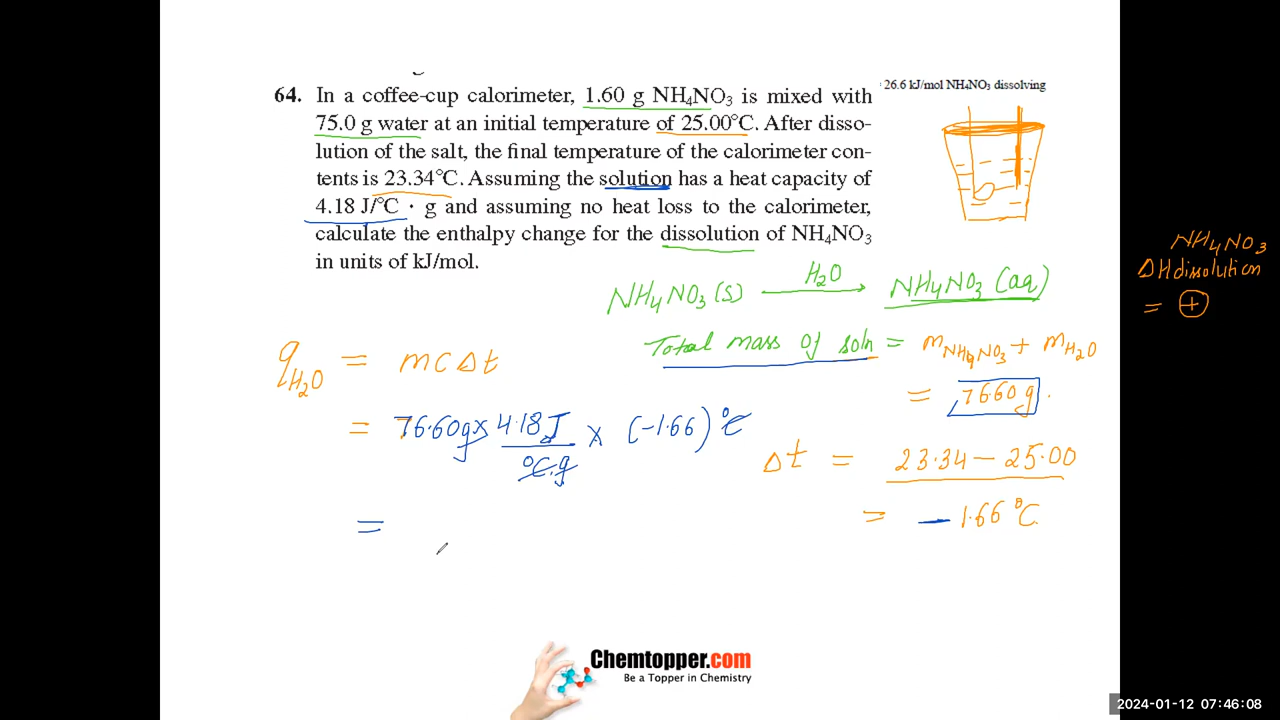 64. In a coffee-cup calorimeter, 1.60 g NH4NO3 is mixed with
75.0 g water at an initial temperature of 25.00°C. After disso-
lution of the salt, the final temperature of the calorimeter con-
tents is 23.34°C. Assuming the solution has a heat capacity of
4.18 J/°C · g and assuming no heat loss to the calorimeter,
calculate the enthalpy change for the dissolution of NH4NO3
in units of kJ/mol.
26.6 kJ/mol NH4NO3 dissolving
NH4NO3
ΔH dissolution
= +
NH4NO3(s) H2O → NH4NO3(aq)
Total mass of soln = mNH4NO3 + mH2O
= 76.60 g.
qH2O = mcΔt
= 76.60g × 4.18 J/°C.g × (-1.66) °C
Δt = 23.34 - 25.00
= -1.66 °C
=
Chemtopper.com
Be a Topper in Chemistry
2024-01-12 07:46:08